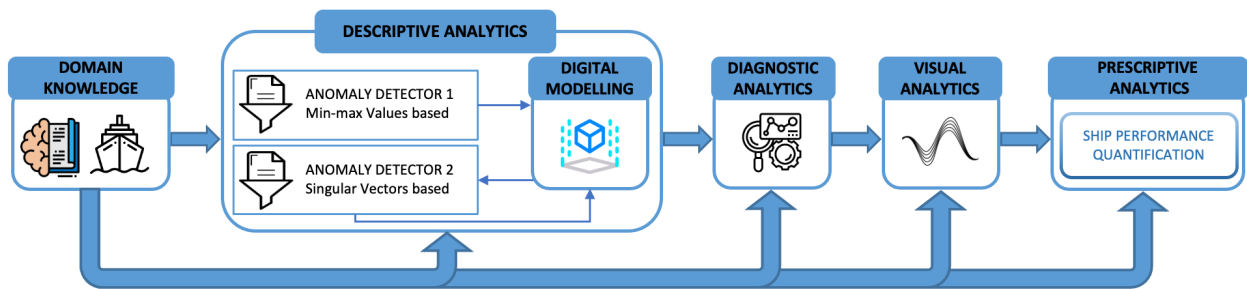 DOMAIN
KNOWLEDGE
DESCRIPTIVE ANALYTICS
ANOMALY DETECTOR 1
Min-max Values based
ANOMALY DETECTOR 2
Singular Vectors based
DIGITAL
MODELLING
DIAGNOSTIC
ANALYTICS
VISUAL
ANALYTICS
PRESCRIPTIVE
ANALYTICS
SHIP PERFORMANCE
QUANTIFICATION